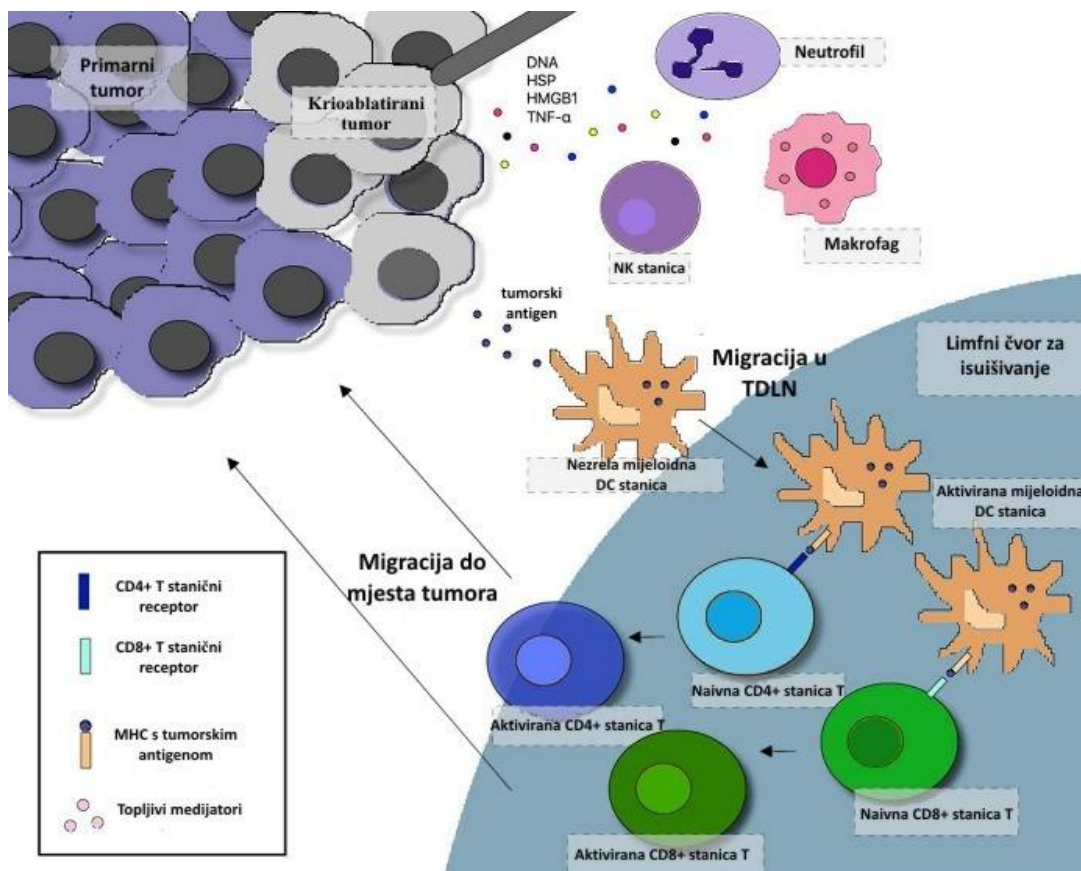 Primarni
tumor
Krioablatirani
tumor
DNA
HSP
HMGB1
TNF-α
Neutrofil
Makrofag
NK stanica
tumorski
antigen
Migracija u
TDLN
Limfni čvor za
isuišivanje
Nezrela mijeloidna
DC stanica
Aktivirana mijeloidna
DC stanica
Migracija do
mjesta tumora
CD4+ T stanični
receptor
CD8+ T stanični
receptor
MHC s tumorskim
antigenom
Topljivi medijatori
Naivna CD4+ stanica T
Aktivirana CD4+ stanica T
Naivna CD8+ stanica T
Aktivirana CD8+ stanica T